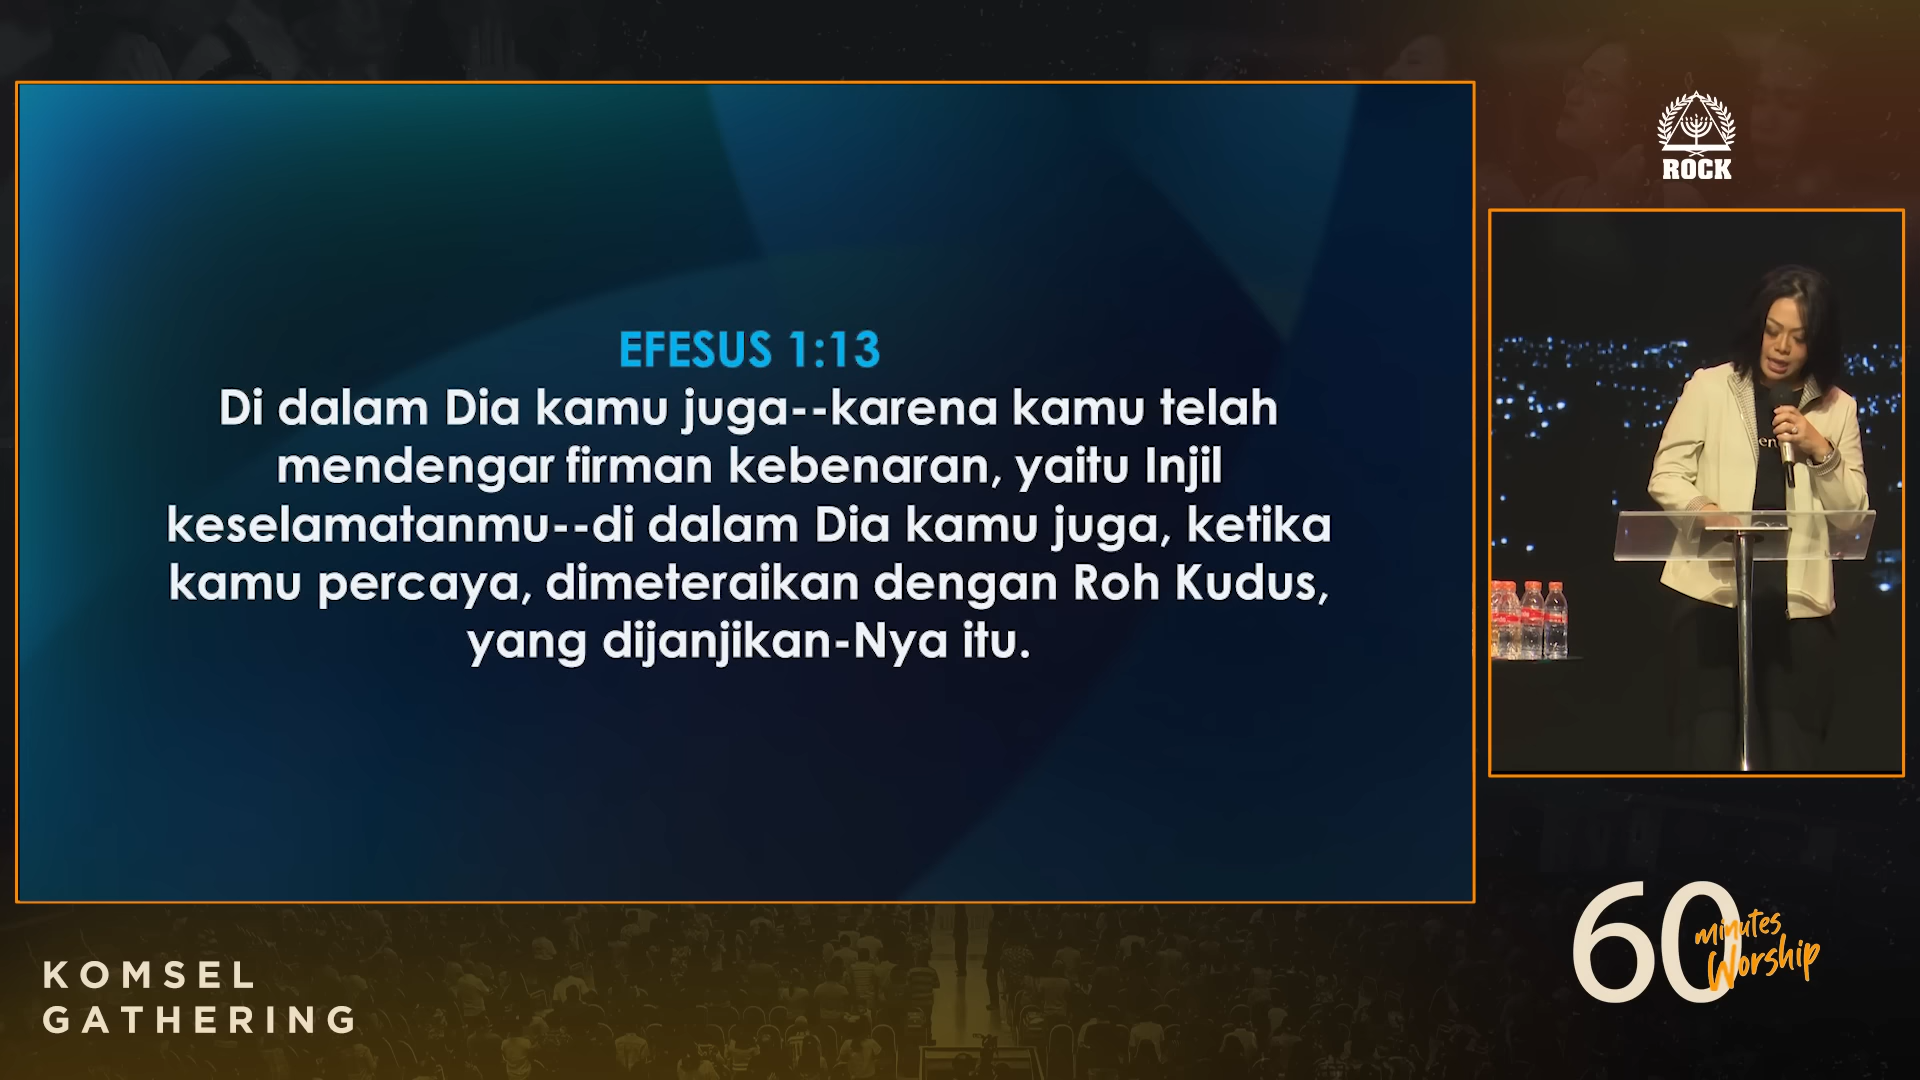 EFESUS 1:13
Di dalam Dia kamu juga--karena kamu telah
mendengar firman kebenaran, yaitu Injil
keselamatanmu--di dalam Dia kamu juga, ketika
kamu percaya, dimeteraikan dengan Roh Kudus,
yang dijanjikan-Nya itu.
ROCK
KOMSEL
GATHERING
60 minutes
Worship